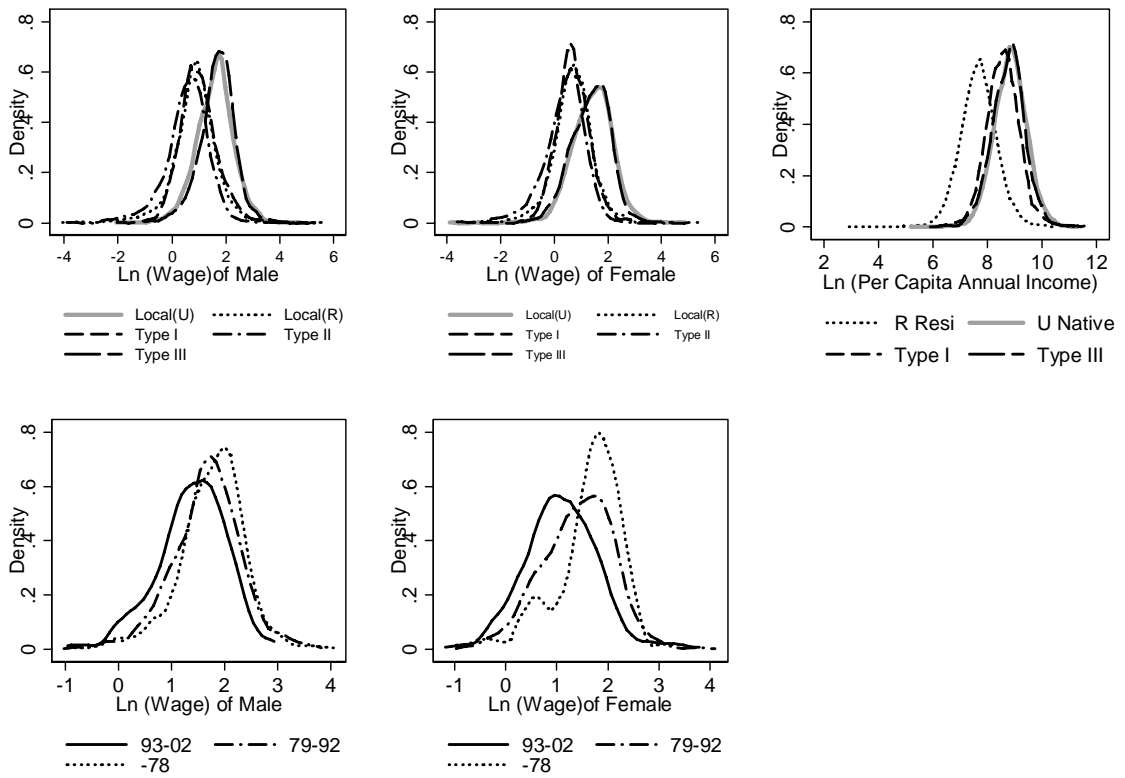 Density
.8
.6
.4
.2
0
-4 -2 0 2 4 6
Ln (Wage)of Male
Local(U) Local(R)
Type I Type II
Type III
Density
.8
.6
.4
.2
0
-4 -2 0 2 4 6
Ln (Wage) of Female
Local(U) Local(R)
Type I Type II
Type III
Density
.8
.6
.4
.2
0
2 4 6 8 10 12
Ln (Per Capita Annual Income)
R Resi U Native
Type I Type III
Density
.8
.6
.4
.2
0
-1 0 1 2 3 4
Ln (Wage) of Male
93-02 79-92
-78
Density
.8
.6
.4
.2
0
-1 0 1 2 3 4
Ln (Wage)of Female
93-02 79-92
-78